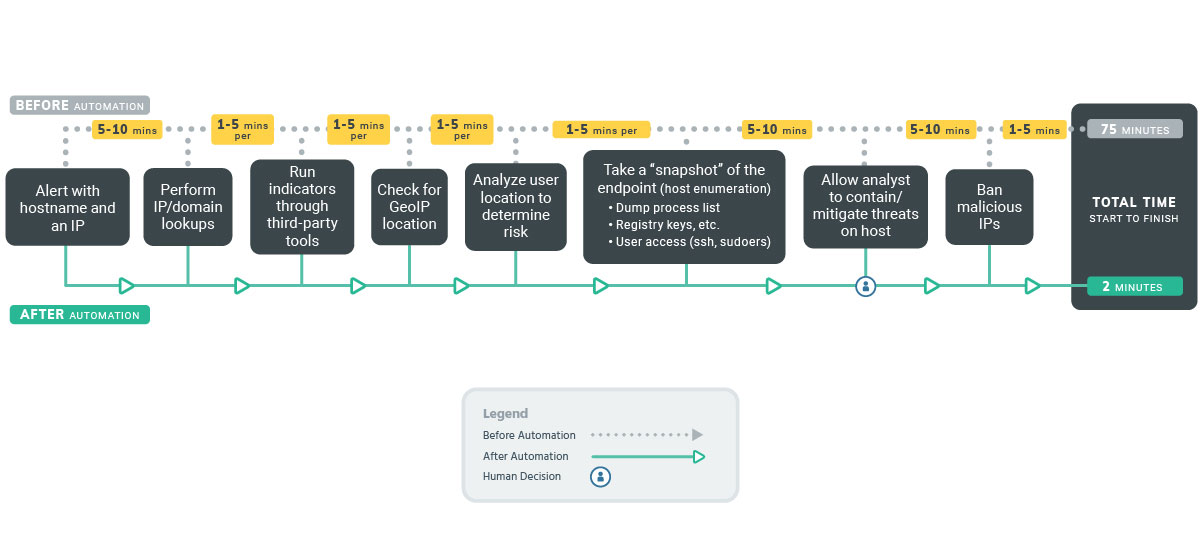 BEFORE AUTOMATION
5-10 mins
1-5 mins
per
1-5 mins
per
1-5 mins
per
1-5 mins per
5-10 mins
5-10 mins
1-5 mins
75 MINUTES
Alert with
hostname and
an IP
Perform
IP/domain
lookups
Run
indicators
through
third-party
tools
Check for
GeoIP
location
Analyze user
location to
determine
risk
Take a “snapshot” of the
endpoint (host enumeration)
• Dump process list
• Registry keys, etc.
• User access (ssh, sudoers)
Allow analyst
to contain/
mitigate threats
on host
Ban
malicious
IPs
TOTAL TIME
START TO FINISH
2 MINUTES
AFTER AUTOMATION
Legend
Before Automation
After Automation
Human Decision